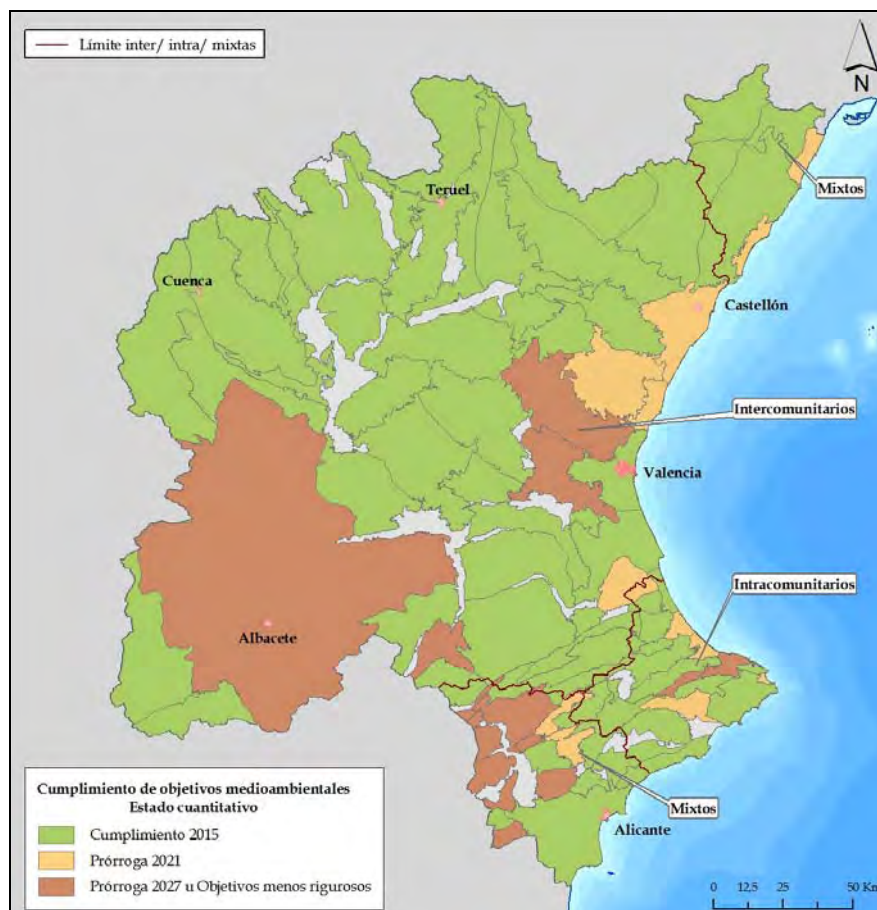 Límite inter/ intra/ mixtas
N
Teruel
Mixtos
Cuenca
Castellón
Intercomunitarios
Valencia
Intracomunitarios
Albacete
Cumplimiento de objetivos medioambientales
Estado cuantitativo
Cumplimiento 2015
Prórroga 2021
Prórroga 2027 u Objetivos menos rigurosos
Mixtos
Alicante
0 12,5 25 50 Km